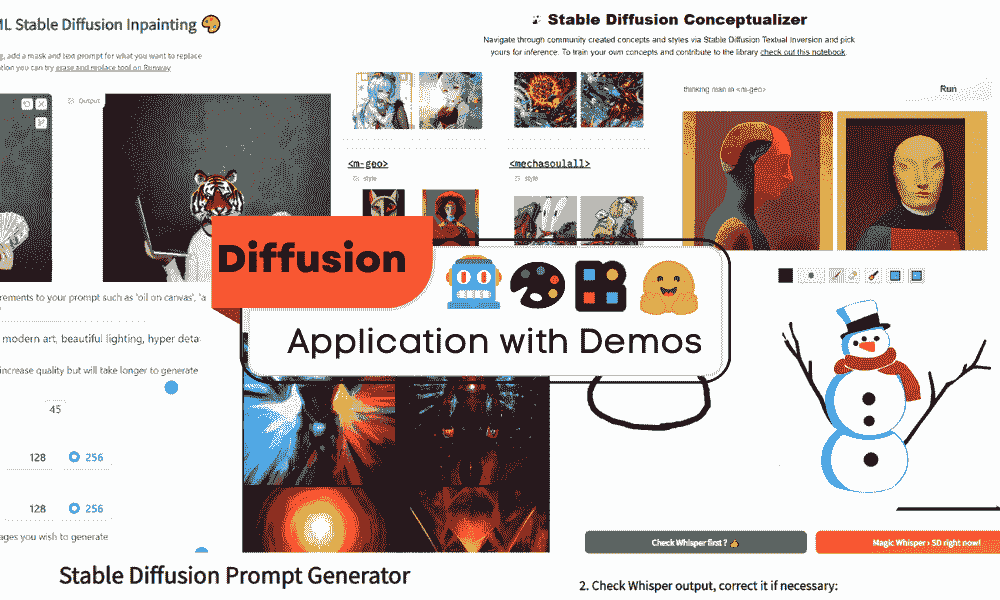 ML Stable Diffusion Inpainting 🎨
, add a mask and text prompt for what you want to replace
ation you can try erase and replace tool on Runway
Output
Stable Diffusion Conceptualizer
Navigate through community created concepts and styles via Stable Diffusion Textual Inversion and pick
yours for inference. To train your own concepts and contribute to the library check out this notebook.
<m-geo>
style
<mechasoulall>
style
thinking man in <m-geo>
Run
Diffusion
Application with Demos
rements to your prompt such as 'oil on canvas', 'a
modern art, beautiful lighting, hyper deta
increase quality but will take longer to generate
45
128 256
128 256
ages you wish to generate
Stable Diffusion Prompt Generator
Check Whisper first ? 👍
Magic Whisper › SD right now!
2. Check Whisper output, correct it if necessary: